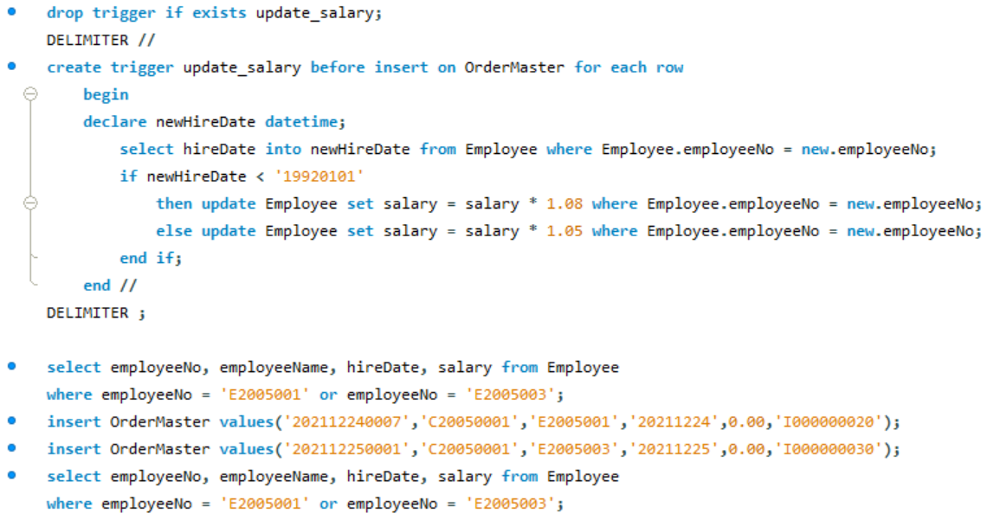 drop trigger if exists update_salary;
DELIMITER //
create trigger update_salary before insert on OrderMaster for each row
begin
declare newHireDate datetime;
select hireDate into newHireDate from Employee where Employee.employeeNo = new.employeeNo;
if newHireDate < '19920101'
then update Employee set salary = salary * 1.08 where Employee.employeeNo = new.employeeNo;
else update Employee set salary = salary * 1.05 where Employee.employeeNo = new.employeeNo;
end if;
end //
DELIMITER ;
select employeeNo, employeeName, hireDate, salary from Employee
where employeeNo = 'E2005001' or employeeNo = 'E2005003';
insert OrderMaster values('202112240007','C20050001','E2005001','20211224',0.00,'I000000020');
insert OrderMaster values('202112250001','C20050001','E2005003','20211225',0.00,'I000000030');
select employeeNo, employeeName, hireDate, salary from Employee
where employeeNo = 'E2005001' or employeeNo = 'E2005003';